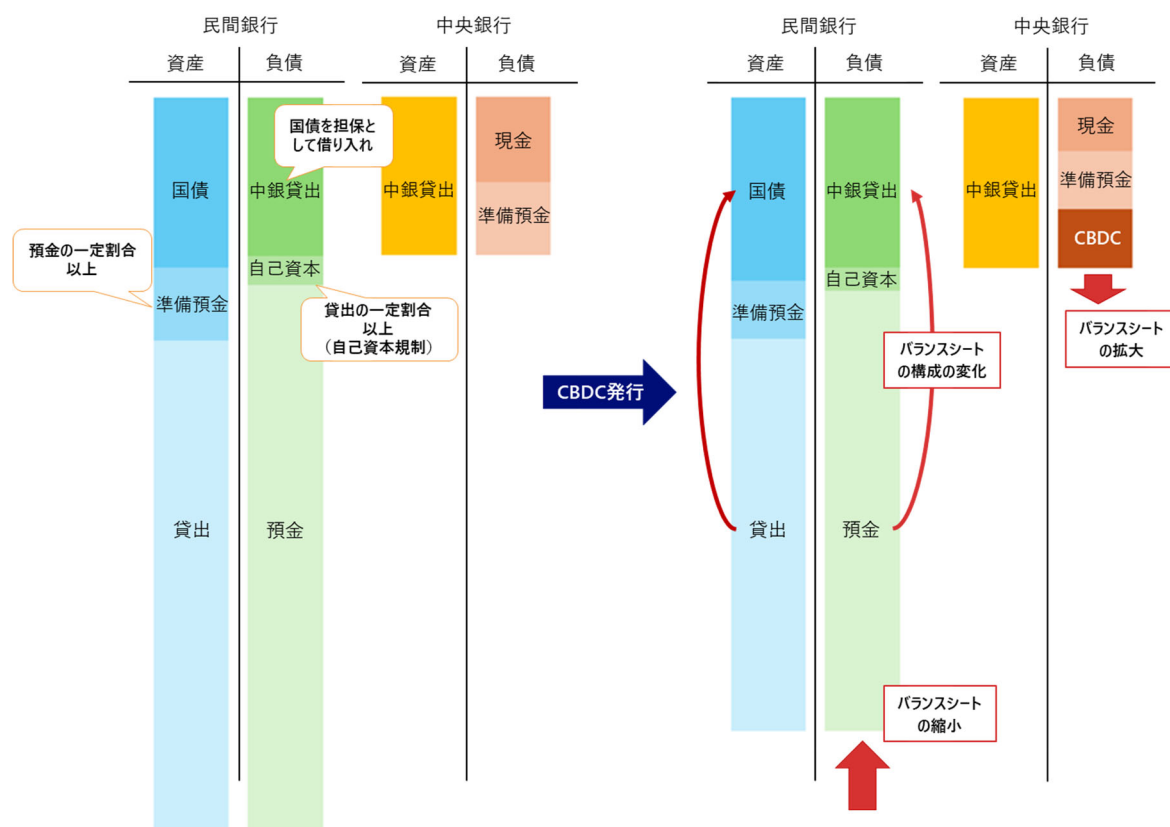 民間銀行
中央銀行
資産
負債
資産
負債
国債
準備預金
貸出
国債を担保と
して借り入れ
中銀貸出
自己資本
預金
預金の一定割合
以上
貸出の一定割合
以上
（自己資本規制）
中銀貸出
現金
準備預金
CBDC発行
民間銀行
中央銀行
資産
負債
資産
負債
国債
準備預金
貸出
中銀貸出
自己資本
預金
バランスシート
の構成の変化
バランスシート
の縮小
中銀貸出
現金
準備預金
CBDC
バランスシート
の拡大